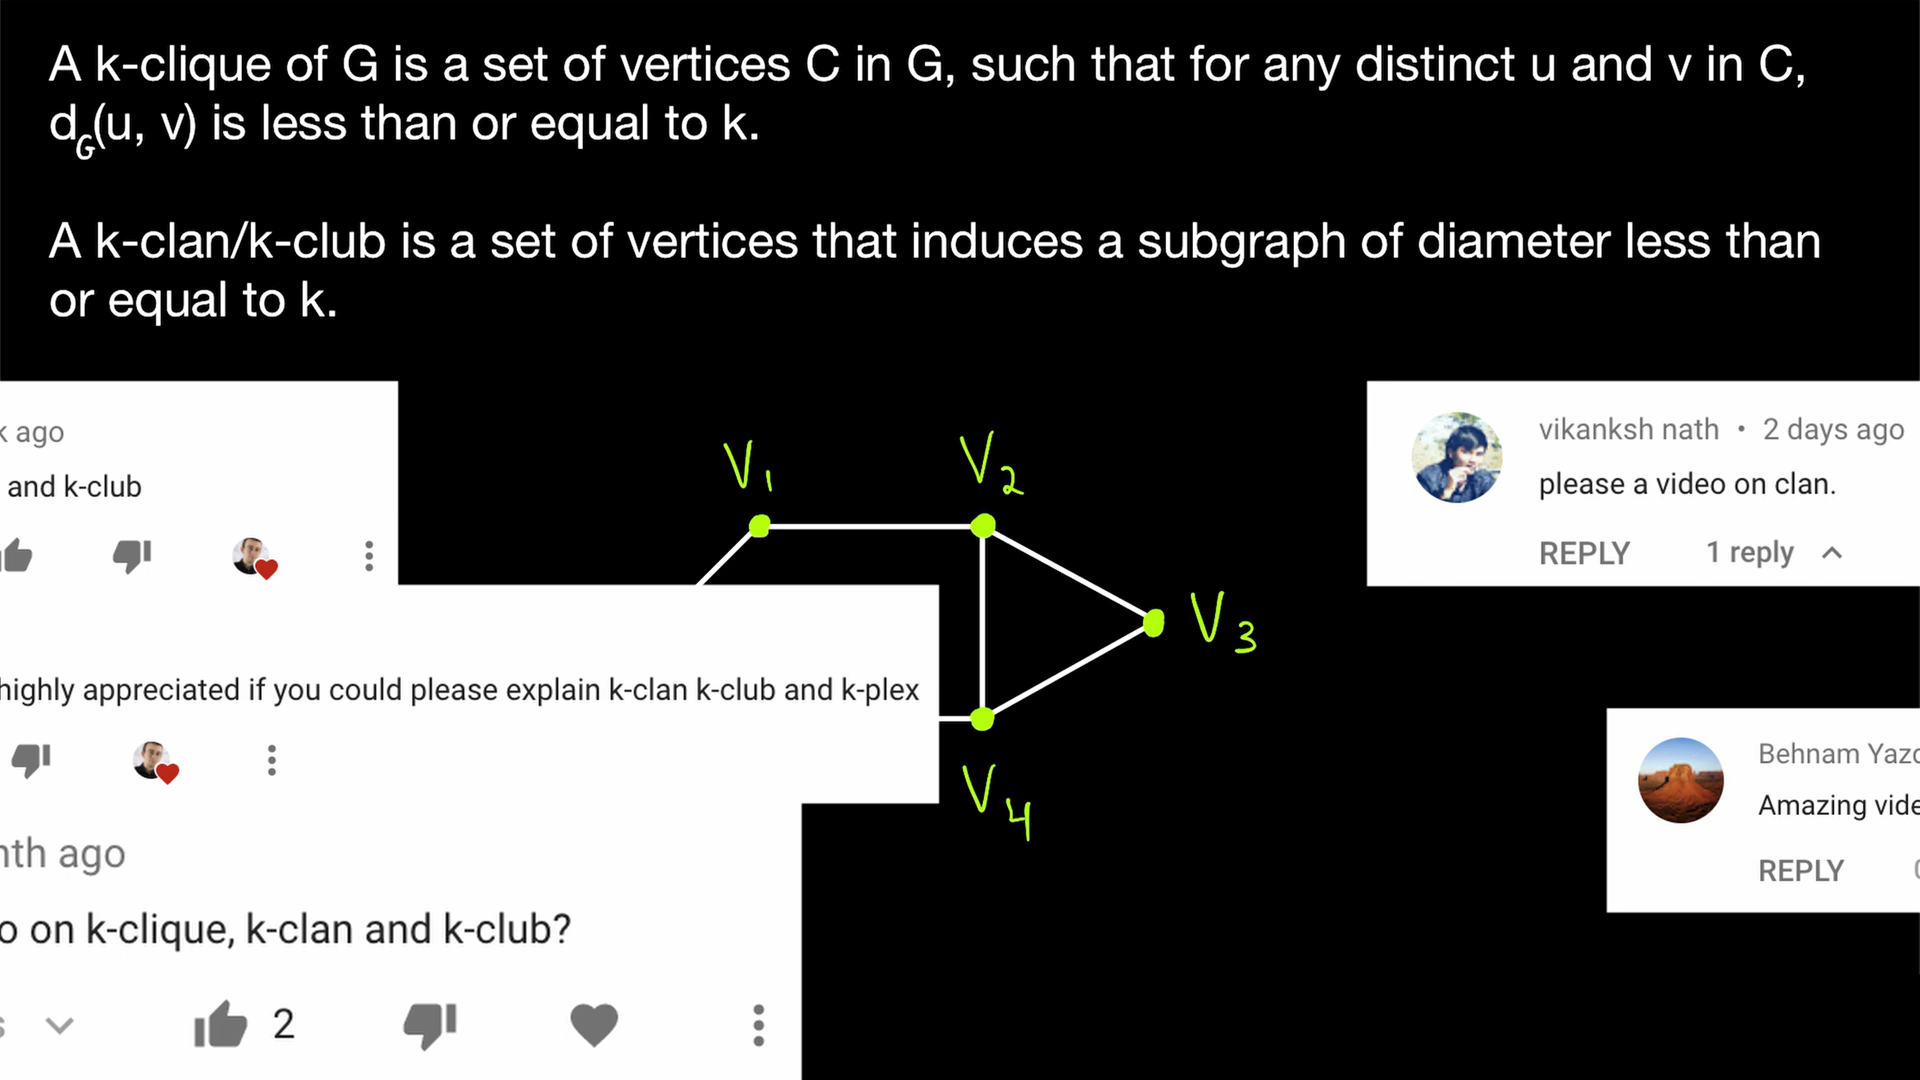 A k-clique of G is a set of vertices C in G, such that for any distinct u and v in C,
d_G(u, v) is less than or equal to k.
A k-clan/k-club is a set of vertices that induces a subgraph of diameter less than
or equal to k.
k ago
and k-club
V1
V2
vikanksh nath • 2 days ago
please a video on clan.
REPLY 1 reply
V3
highly appreciated if you could please explain k-clan k-club and k-plex
V4
Behnam
Amazing
REPLY
ago
on k-clique, k-clan and k-club?
2